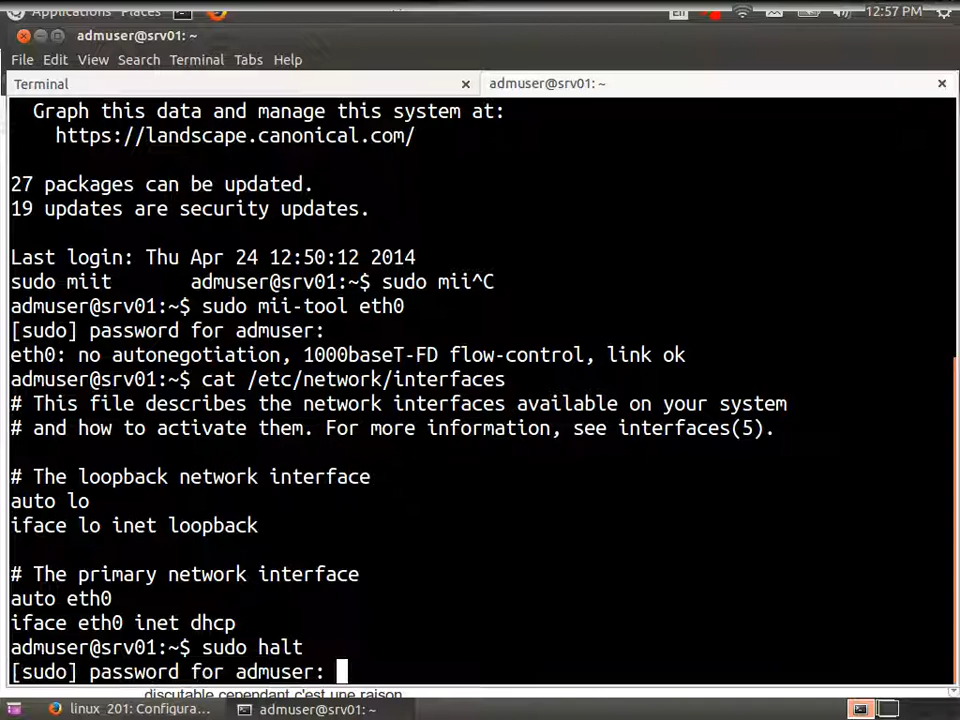 Applications Places En 12:57 PM
admuser@srv01: ~
File Edit View Search Terminal Tabs Help
Terminal × admuser@srv01: ~ ×
Graph this data and manage this system at:
https://landscape.canonical.com/
27 packages can be updated.
19 updates are security updates.
Last login: Thu Apr 24 12:50:12 2014
sudo miit admuser@srv01:~$ sudo mii^C
admuser@srv01:~$ sudo mii-tool eth0
[sudo] password for admuser:
eth0: no autonegotiation, 1000baseT-FD flow-control, link ok
admuser@srv01:~$ cat /etc/network/interfaces
# This file describes the network interfaces available on your system
# and how to activate them. For more information, see interfaces(5).
# The loopback network interface
auto lo
iface lo inet loopback
# The primary network interface
auto eth0
iface eth0 inet dhcp
admuser@srv01:~$ sudo halt
[sudo] password for admuser:
discutable cependant c'est une raison
linux_201: Configura... admuser@srv01: ~